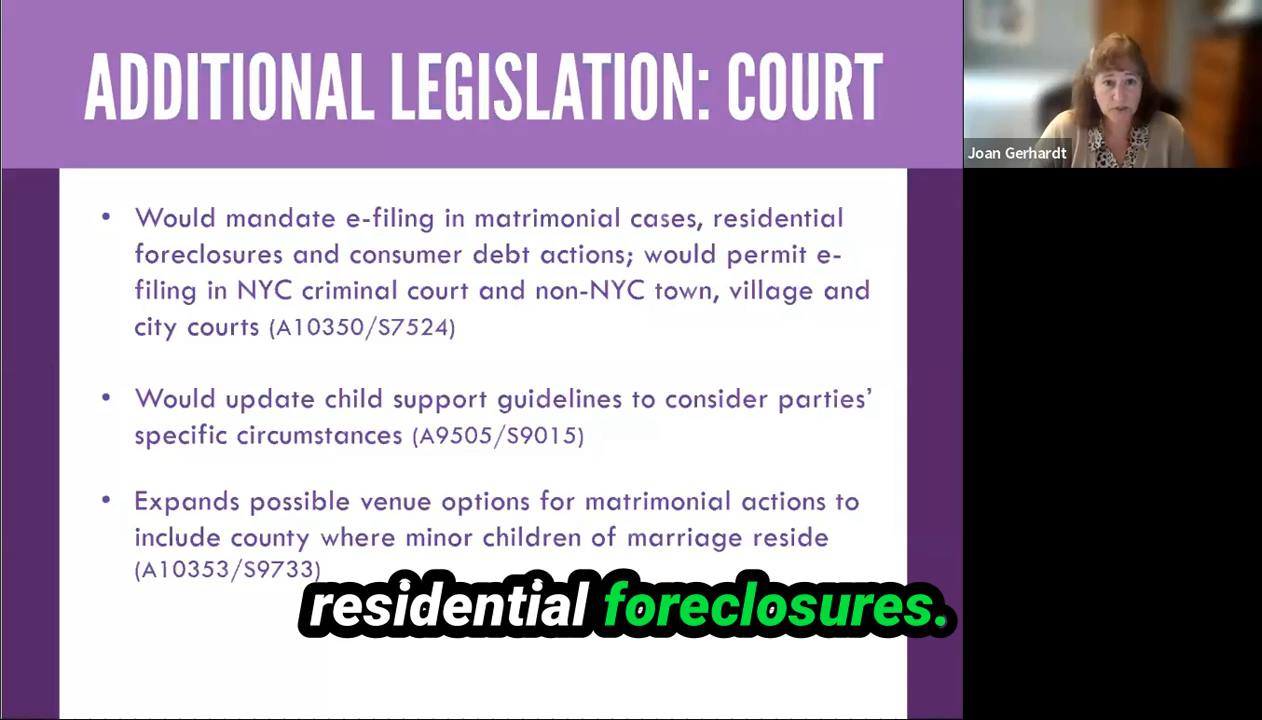 ADDITIONAL LEGISLATION: COURT
Joan Gerhardt
• Would mandate e-filing in matrimonial cases, residential
foreclosures and consumer debt actions; would permit e-
filing in NYC criminal court and non-NYC town, village and
city courts (A10350/S7524)
• Would update child support guidelines to consider parties’
specific circumstances (A9505/S9015)
• Expands possible venue options for matrimonial actions to
include county where minor children of marriage reside
(A10353/S9733)
residential foreclosures.